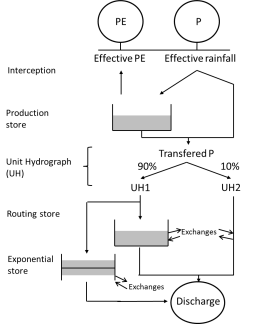 PE
P
Effective PE
Effective rainfall
Interception
Production
store
Transfered P
Unit Hydrograph
(UH)
90%
10%
UH1
UH2
Routing store
Exchanges
Exponential
store
Exchanges
Discharge